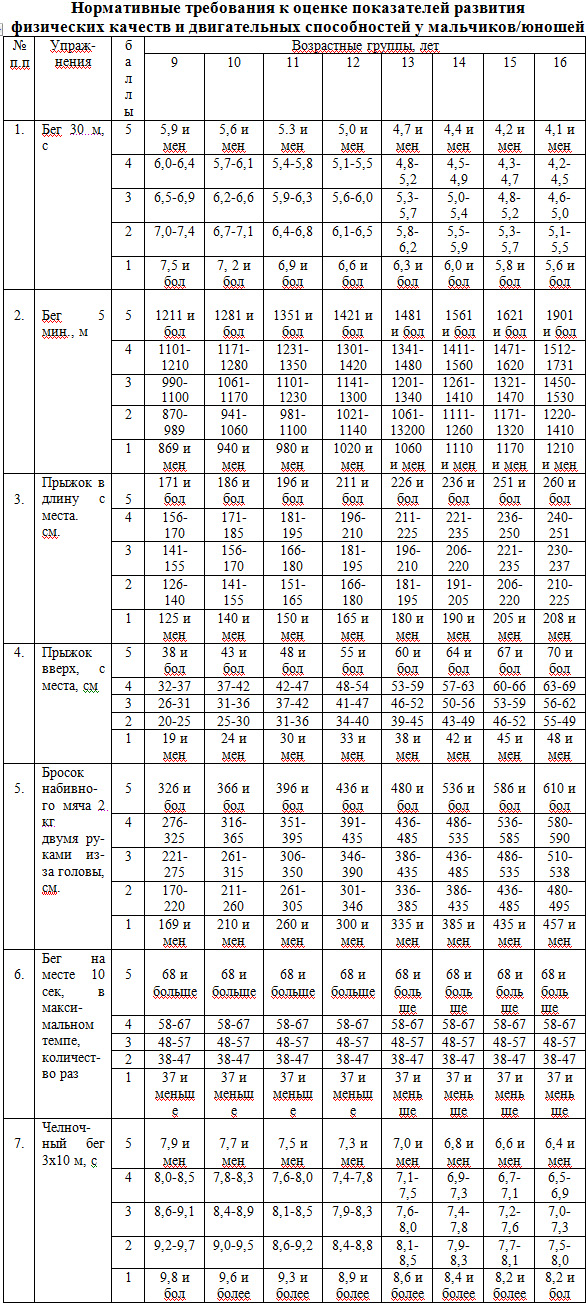 Нормативные требования к оценке показателей развития
физических качеств и двигательных способностей у мальчиков/юношей
№ п.п Упраж-нения баллы Возрастные группы, лет
9 10 11 12 13 14 15 16
1. Бег 30 м, с 5 5,9 и мен 5,6 и мен 5.3 и мен 5,0 и мен 4,7 и мен 4,4 и мен 4,2 и мен 4,1 и мен
4 6,0-6,4 5,7-6,1 5,4-5,8 5,1-5,5 4,8-5,2 4,5-4,9 4,3-4,7 4,2-4,5
3 6,5-6,9 6,2-6,6 5,9-6,3 5,6-6,0 5,3-5,7 5,0-5,4 4,8-5,2 4,6-5,0
2 7,0-7,4 6,7-7,1 6,4-6,8 6,1-6,5 5,8-6,2 5,5-5,9 5,3-5,7 5,1-5,5
1 7,5 и бол 7, 2 и бол 6,9 и бол 6,6 и бол 6,3 и бол 6,0 и бол 5,8 и бол 5,6 и бол
2. Бег 5 мин., м 5 1211 и бол 1281 и бол 1351 и бол 1421 и бол 1481 и бол 1561 и бол 1621 и бол 1901 и бол
4 1101-1210 1171-1280 1231-1350 1301-1420 1341-1480 1411-1560 1471-1620 1512-1731
3 990-1100 1061-1170 1101-1230 1141-1300 1201-1340 1261-1410 1321-1470 1450-1530
2 870-989 941-1060 981-1100 1021-1140 1061-13200 1111-1260 1171-1320 1220-1410
1 869 и мен 940 и мен 980 и мен 1020 и мен 1060 и мен 1110 и мен 1170 и мен 1210 и мен
3. Прыжок в длину с места. см. 5 171 и бол 186 и бол 196 и бол 211 и бол 226 и бол 236 и бол 251 и бол 260 и бол
4 156-170 171-185 181-195 196-210 211-225 221-235 236-250 240-251
3 141-155 156-170 166-180 181-195 196-210 206-220 221-235 230-237
2 126-140 141-155 151-165 166-180 181-195 191-205 206-220 210-225
1 125 и мен 140 и мен 150 и мен 165 и мен 180 и мен 190 и мен 205 и мен 208 и мен
4. Прыжок вверх, с места, см 5 38 и бол 43 и бол 48 и бол 55 и бол 60 и бол 64 и бол 67 и бол 70 и бол
4 32-37 37-42 42-47 48-54 53-59 57-63 60-66 63-69
3 26-31 31-36 37-42 41-47 46-52 50-56 53-59 56-62
2 20-25 25-30 31-36 34-40 39-45 43-49 46-52 55-49
1 19 и мен 24 и мен 30 и мен 33 и мен 38 и мен 42 и мен 45 и мен 48 и мен
5. Бросок набивно-го мяча 2. кг. двумя ру-ками из-за головы, см. 5 326 и бол 366 и бол 396 и бол 436 и бол 480 и бол 536 и бол 586 и бол 610 и бол
4 276-325 316-365 351-395 391-435 436-485 486-535 536-585 580-590
3 221-275 261-315 306-350 346-390 386-435 436-485 486-535 510-538
2 170-220 211-260 261-305 301-346 336-385 386-435 436-485 480-495
1 169 и мен 210 и мен 260 и мен 300 и мен 335 и мен 385 и мен 435 и мен 457 и мен
6. Бег на месте 10 сек, в макси-мальном темпе, количест-во раз 5 68 и больше 68 и больше 68 и больше 68 и больше 68 и боль ше 68 и боль ше 68 и боль ше 68 и боль ше
4 58-67 58-67 58-67 58-67 58-67 58-67 58-67 58-67
3 48-57 48-57 48-57 48-57 48-57 48-57 48-57 48-57
2 38-47 38-47 38-47 38-47 38-47 38-47 38-47 38-47
1 37 и меньше 37 и меньше 37 и меньше 37 и меньше 37 и мень ше 37 и мень ше 37 и мень ше 37 и мень ше
7. Челноч-ный бег 3х10 м, с 5 7,9 и мен 7,7 и мен 7,5 и мен 7,3 и мен 7,0 и мен 6,8 и мен 6,6 и мен 6,4 и мен
4 8,0-8,5 7,8-8,3 7,6-8,0 7,4-7,8 7,1-7,5 6,9-7,3 6,7-7,1 6,5-6,9
3 8,6-9,1 8,4-8,9 8,1-8,5 7,9-8,3 7,6-8,0 7,4-7,8 7,2-7,6 7,0-7,3
2 9,2-9,7 9,0-9,5 8,6-9,2 8,4-8,8 8,1-8,5 7,9-8,3 7,7-8,1 7,5-8,0
1 9,8 и бол 9,6 и более 9,3 и более 8,9 и более 8,6 и более 8,4 и более 8,2 и более 8,2 и бол